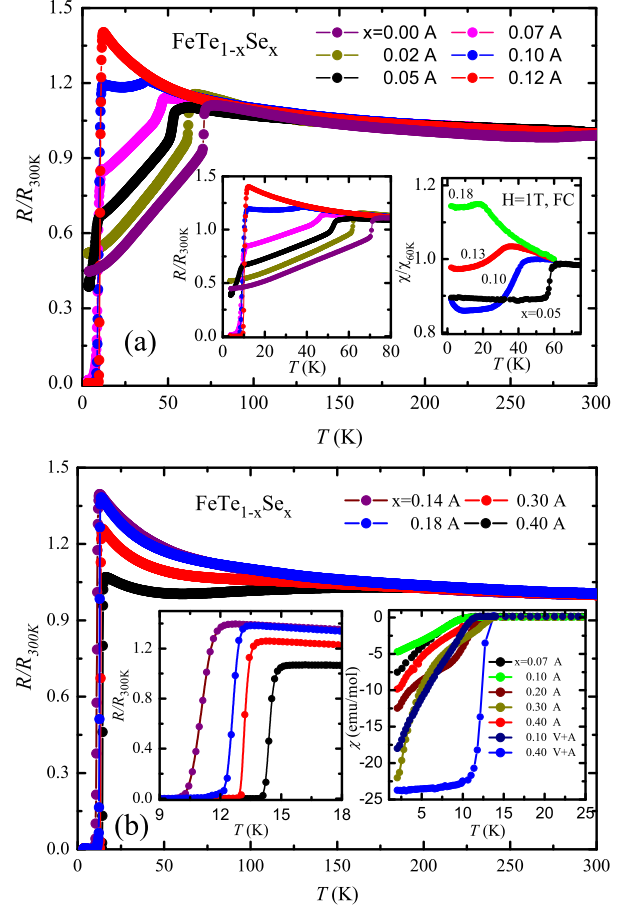 FeTe1-xSex
x=0.00 A
0.07 A
0.02 A
0.10 A
0.05 A
0.12 A
R/R300K
1.5
1.2
0.9
0.6
0.3
0.0
(a)
R/R300K
1.5
1.0
0.5
0.0
0 20 40 60 80
T (K)
χ/χ60K
1.2
1.0
0.8
0.18
H=1T, FC
0.13
0.10
x=0.05
0 20 40 60
T (K)
0 50 100 150 200 250 300
T (K)
FeTe1-xSex
x=0.14 A
0.30 A
0.18 A
0.40 A
R/R300K
1.5
1.2
0.9
0.6
0.3
0.0
(b)
R/R300K
1.2
0.8
0.4
0.0
9 12 15 18
T (K)
χ (emu/mol)
0
-5
-10
-15
-20
-25
x=0.07 A
0.10 A
0.20 A
0.30 A
0.40 A
0.10 V+A
0.40 V+A
5 10 15 20 25
T (K)
0 50 100 150 200 250 300
T (K)